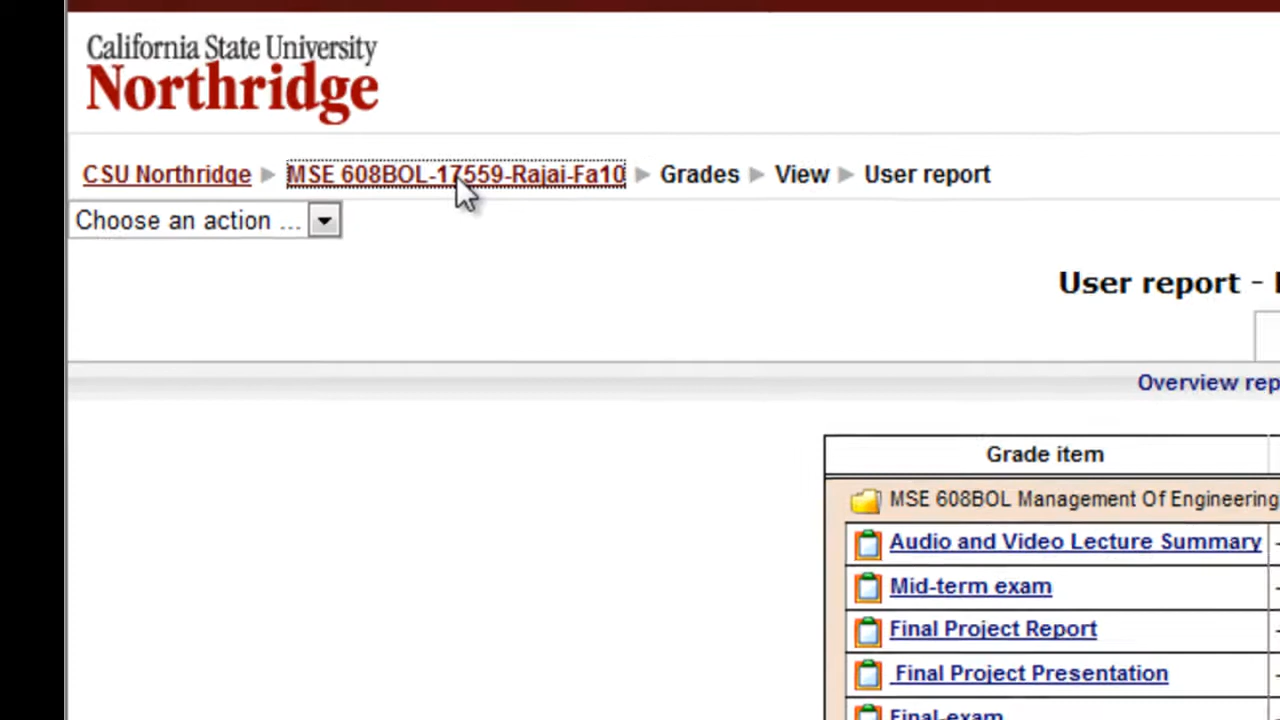 California State University
Northridge
CSU Northridge ► MSE 608BOL-17559-Rajai-Fa10 ► Grades ► View ► User report
Choose an action ...
User report -
Overview rep
Grade item
MSE 608BOL Management Of Engineering
Audio and Video Lecture Summary
Mid-term exam
Final Project Report
Final Project Presentation
Final-exam